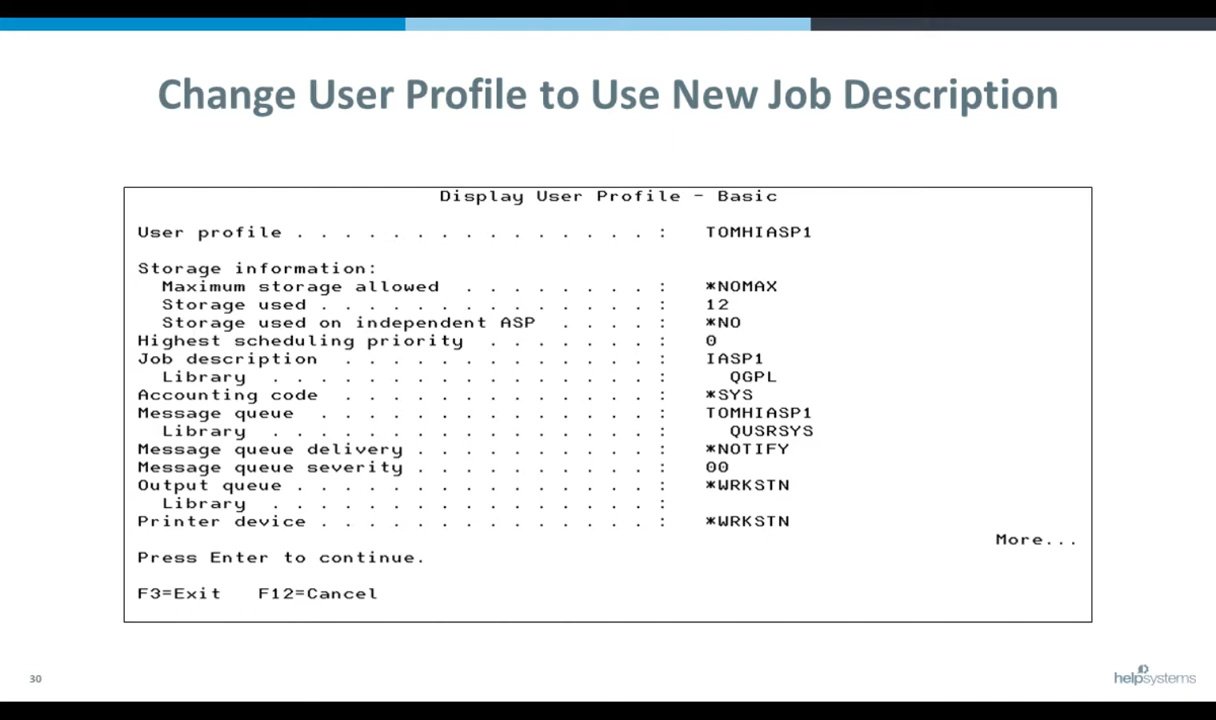 Change User Profile to Use New Job Description
Display User Profile - Basic
User profile . . . . . . . . . . . . . . . : TOMHIASP1
Storage information:
Maximum storage allowed . . . . . . . . : *NOMAX
Storage used . . . . . . . . . . . . . . : 12
Storage used on independent ASP . . . . : *NO
Highest scheduling priority . . . . . . . : 0
Job description . . . . . . . . . . . . . : IASP1
Library . . . . . . . . . . . . . . . . : QGPL
Accounting code . . . . . . . . . . . . . : *SYS
Message queue . . . . . . . . . . . . . . : TOMHIASP1
Library . . . . . . . . . . . . . . . . : QUSRSYS
Message queue delivery . . . . . . . . . . : *NOTIFY
Message queue severity . . . . . . . . . . : 00
Output queue . . . . . . . . . . . . . . . : *WRKSTN
Library . . . . . . . . . . . . . . . . :
Printer device . . . . . . . . . . . . . . : *WRKSTN
More...
Press Enter to continue.
F3=Exit F12=Cancel
30
helpsystems